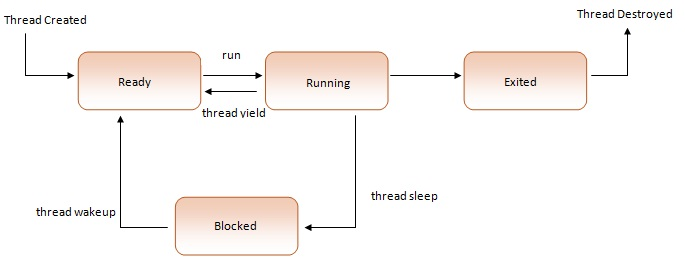 Thread Created
Thread Destroyed
run
Ready
Running
Exited
thread yield
thread sleep
thread wakeup
Blocked